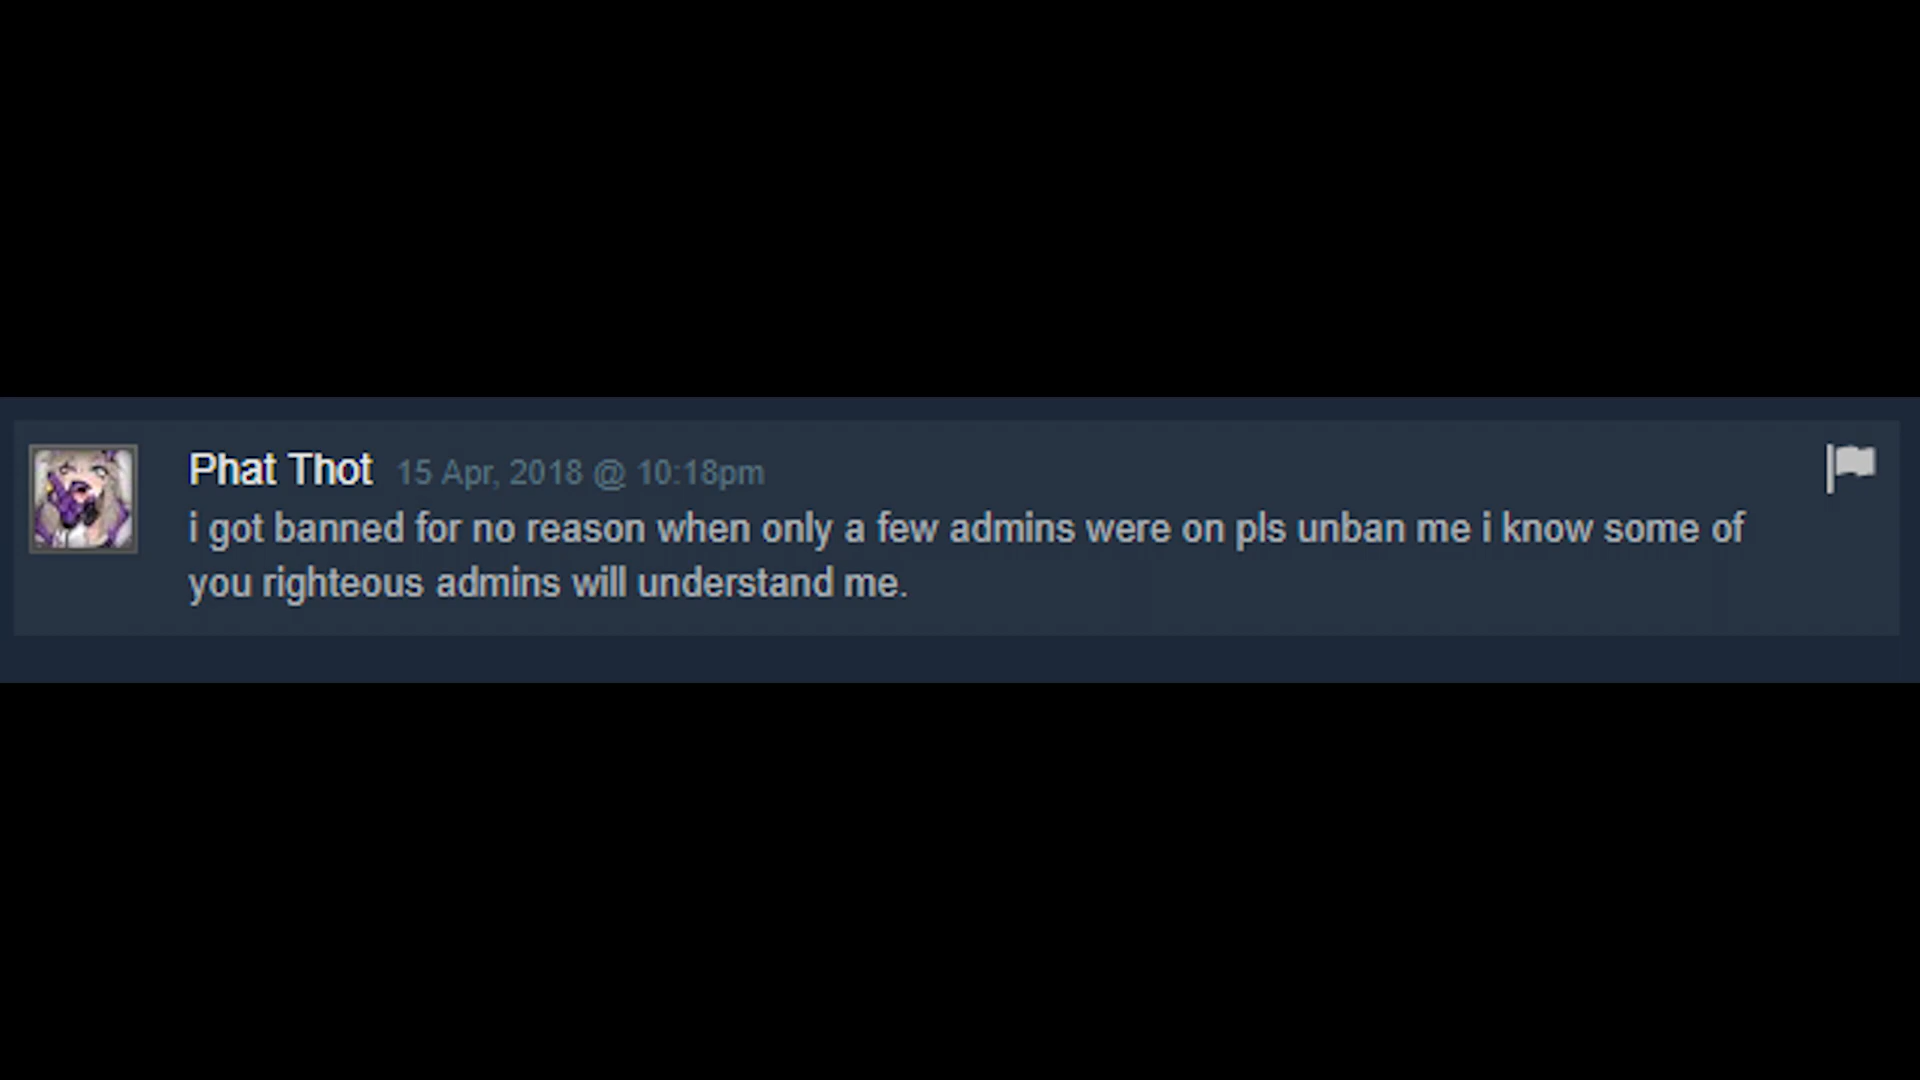 Phat Thot 15 Apr, 2018 @ 10:18pm
i got banned for no reason when only a few admins were on pls unban me i know some of
you righteous admins will understand me.